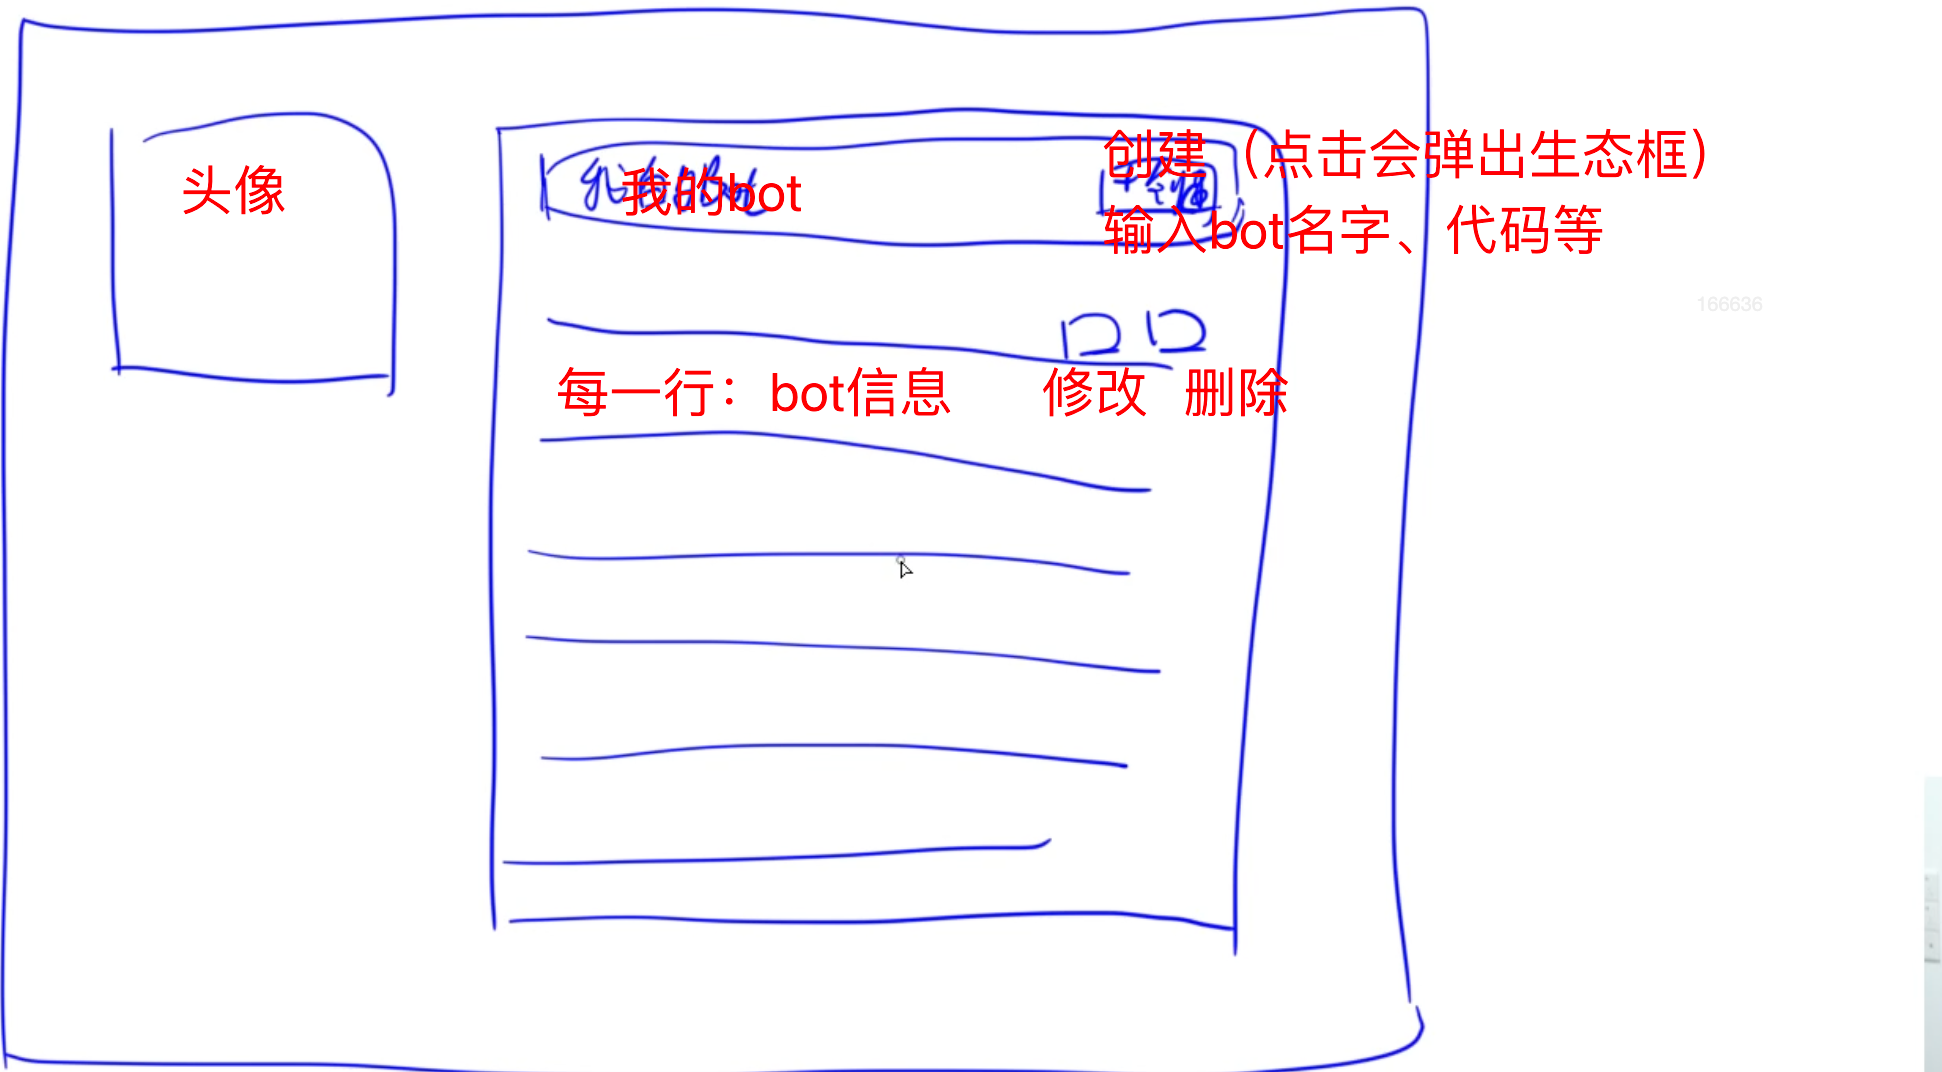 头像
我的bot
创建（点击会弹出生态框）
输入bot名字、代码等
166636
每一行：bot信息 修改 删除